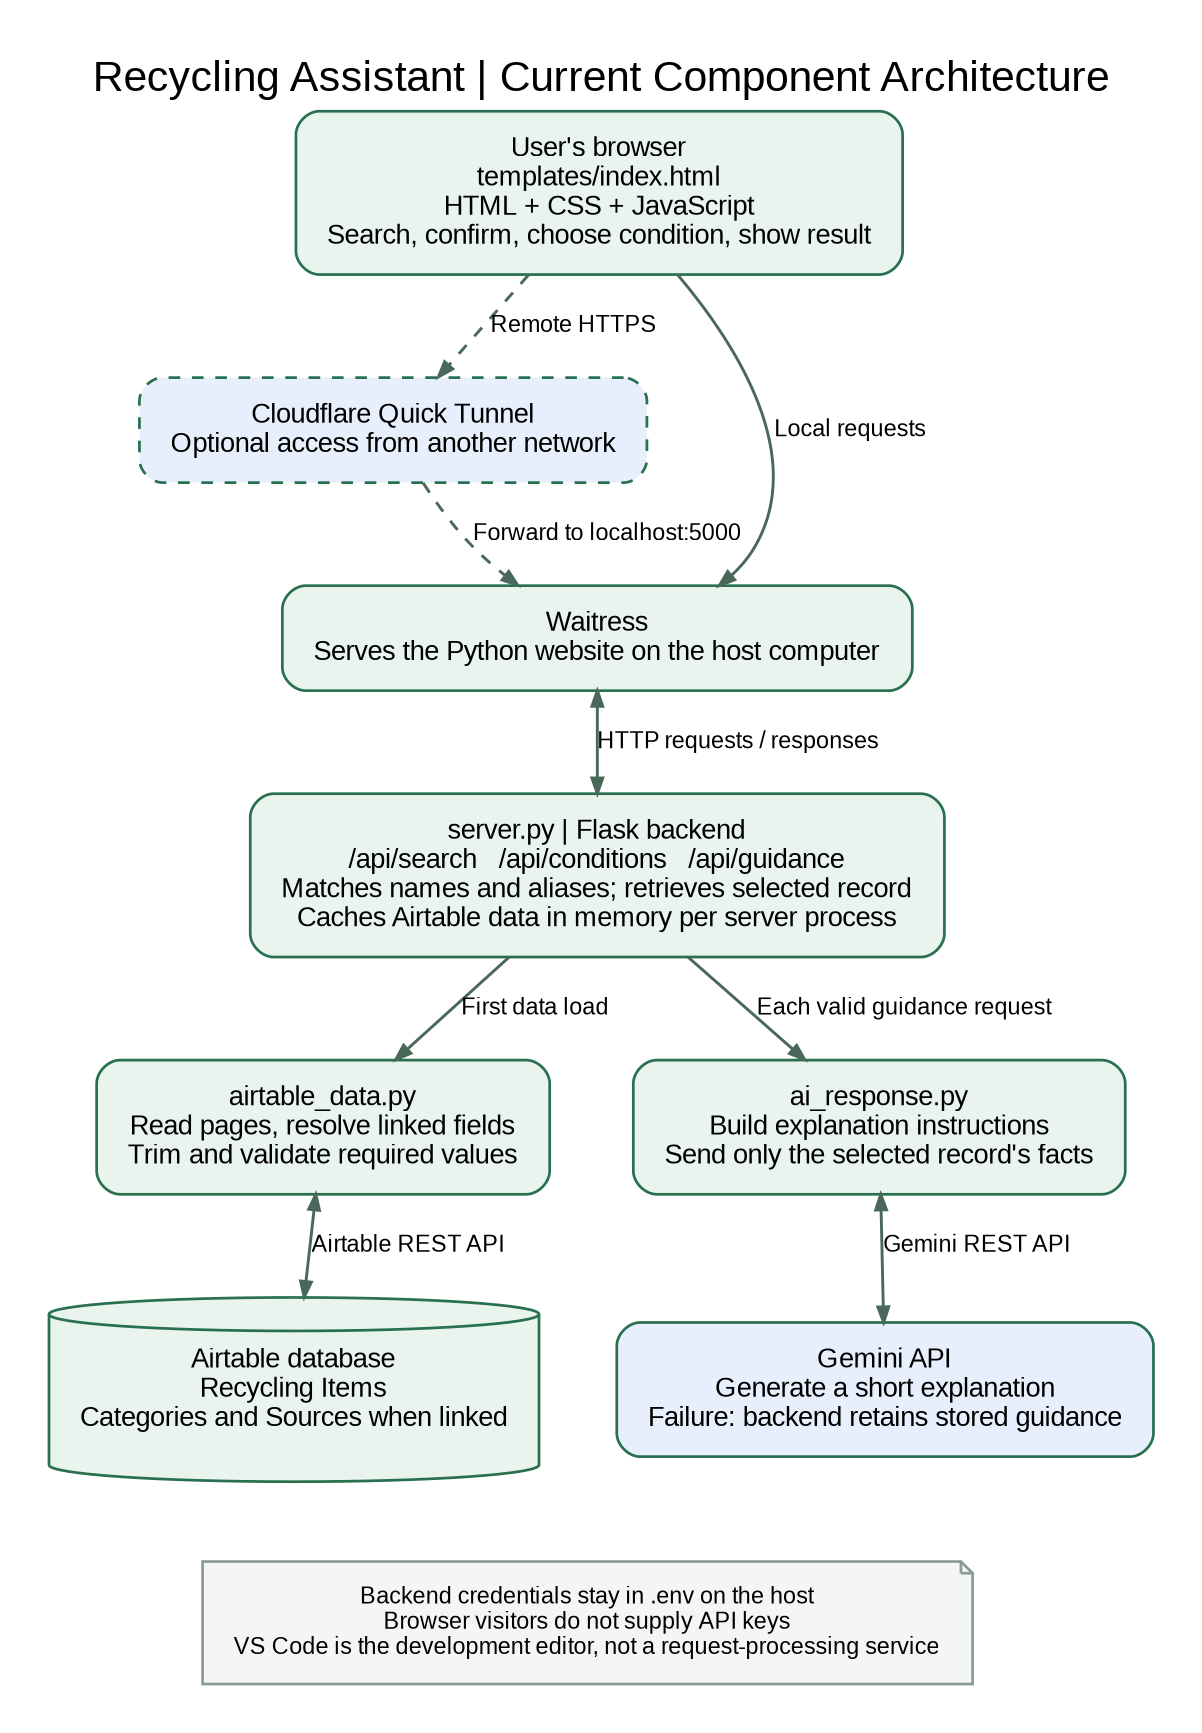 Recycling Assistant | Current Component Architecture
User's browser
templates/index.html
HTML + CSS + JavaScript
Search, confirm, choose condition, show result
Remote HTTPS
Cloudflare Quick Tunnel
Optional access from another network
Local requests
Forward to localhost:5000
Waitress
Serves the Python website on the host computer
HTTP requests / responses
server.py | Flask backend
/api/search   /api/conditions   /api/guidance
Matches names and aliases; retrieves selected record
Caches Airtable data in memory per server process
First data load
Each valid guidance request
airtable_data.py
Read pages, resolve linked fields
Trim and validate required values
ai_response.py
Build explanation instructions
Send only the selected record's facts
Airtable REST API
Gemini REST API
Airtable database
Recycling Items
Categories and Sources when linked
Gemini API
Generate a short explanation
Failure: backend retains stored guidance
Backend credentials stay in .env on the host
Browser visitors do not supply API keys
VS Code is the development editor, not a request-processing service